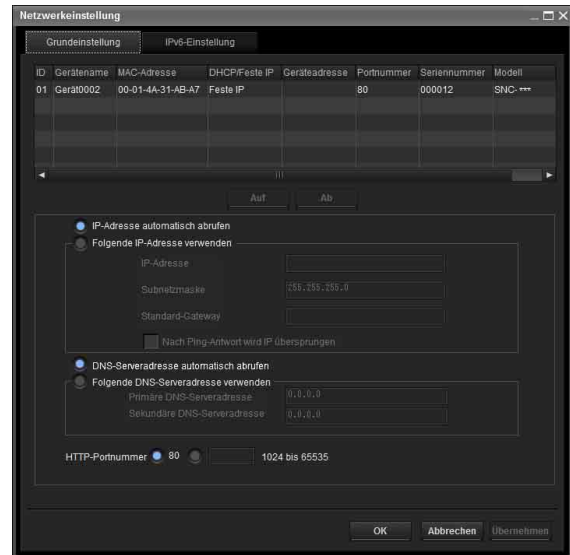 Netzwerkeinstellung
Grundeinstellung IPv6-Einstellung
ID Gerätename MAC-Adresse DHCP/Feste IP Geräteadresse Portnummer Seriennummer Modell
01 Gerät0002 00-01-4A-31-AB-A7 Feste IP 80 000012 SNC- ***
Auf Ab
IP-Adresse automatisch abrufen
Folgende IP-Adresse verwenden
IP-Adresse
Subnetzmaske 255.255.255.0
Standard-Gateway
Nach Ping-Antwort wird IP übersprungen
DNS-Serveradresse automatisch abrufen
Folgende DNS-Serveradresse verwenden
Primäre DNS-Serveradresse 0.0.0.0
Sekundäre DNS-Serveradresse 0.0.0.0
HTTP-Portnummer 80 1024 bis 65535
OK Abbrechen Übernehmen